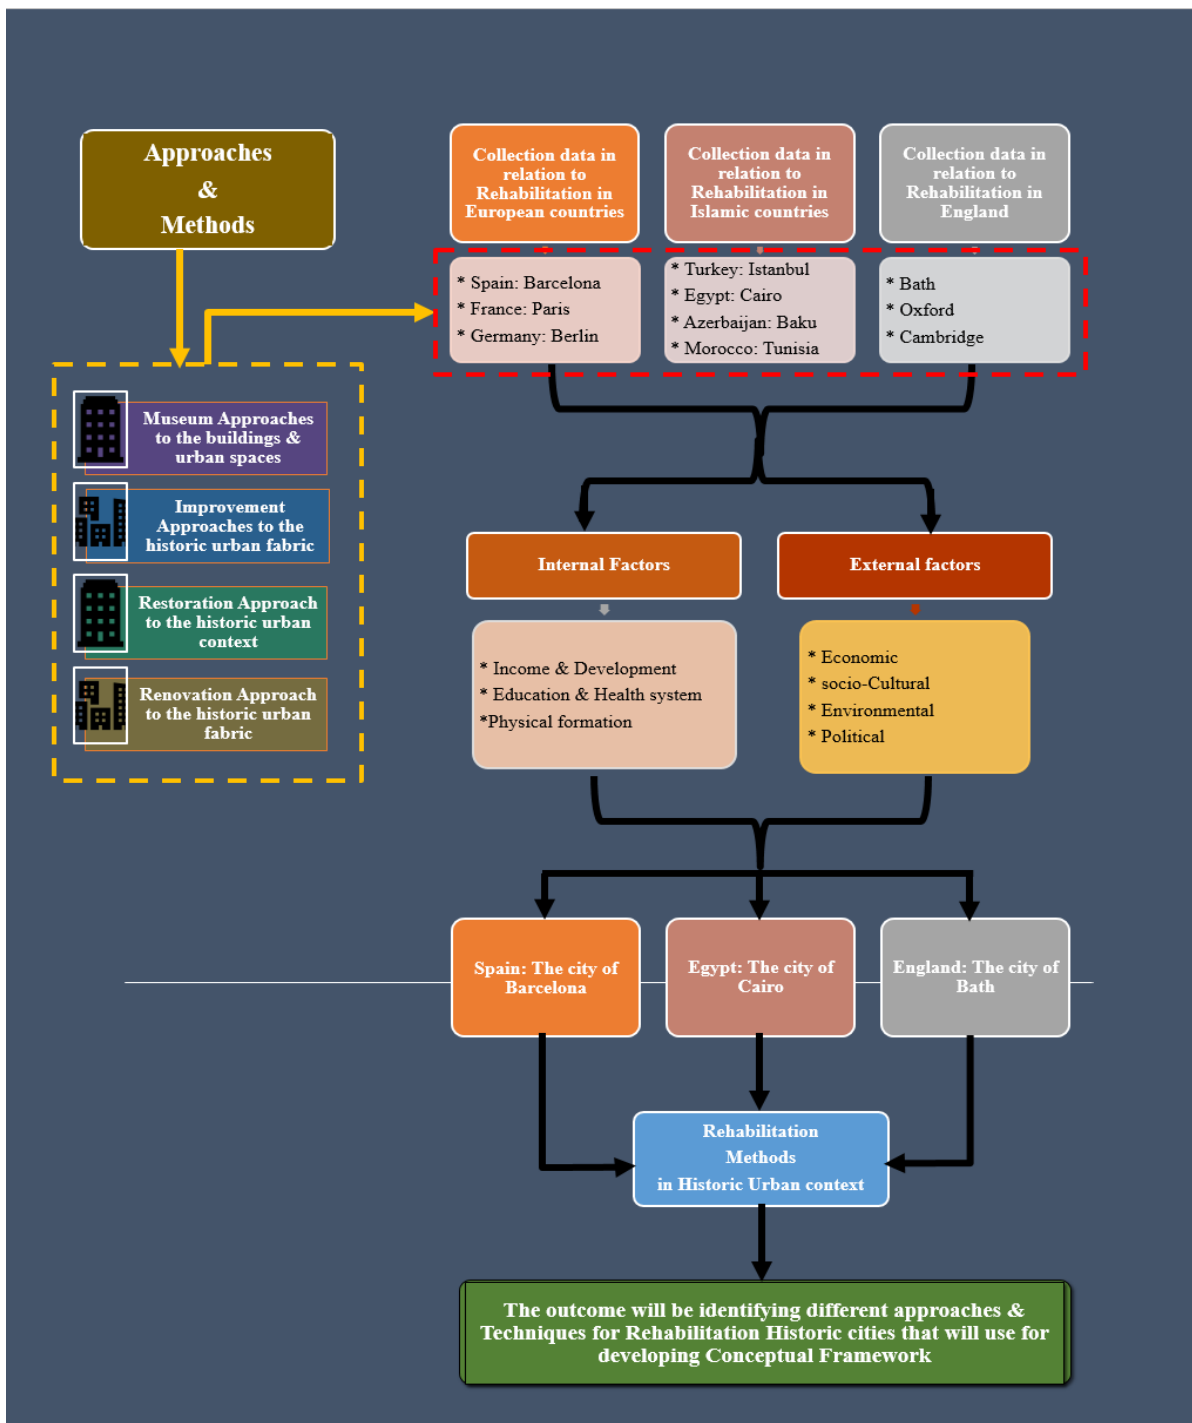 Approaches
&
Methods
Collection data in
relation to
Rehabilitation in
European countries
Collection data in
relation to
Rehabilitation in
Islamic countries
Collection data in
relation to
Rehabilitation in
England
* Spain: Barcelona
* France: Paris
* Germany: Berlin
* Turkey: Istanbul
* Egypt: Cairo
* Azerbaijan: Baku
* Morocco: Tunisia
* Bath
* Oxford
* Cambridge
Museum Approaches
to the buildings &
urban spaces
Improvement
Approaches to the
historic urban fabric
Restoration Approach
to the historic urban
context
Renovation Approach
to the historic urban
fabric
Internal Factors
External factors
* Income & Development
* Education & Health system
*Physical formation
* Economic
* socio-Cultural
* Environmental
* Political
Spain: The city of
Barcelona
Egypt: The city of
Cairo
England: The city of
Bath
Rehabilitation
Methods
in Historic Urban context
The outcome will be identifying different approaches &
Techniques for Rehabilitation Historic cities that will use for
developing Conceptual Framework